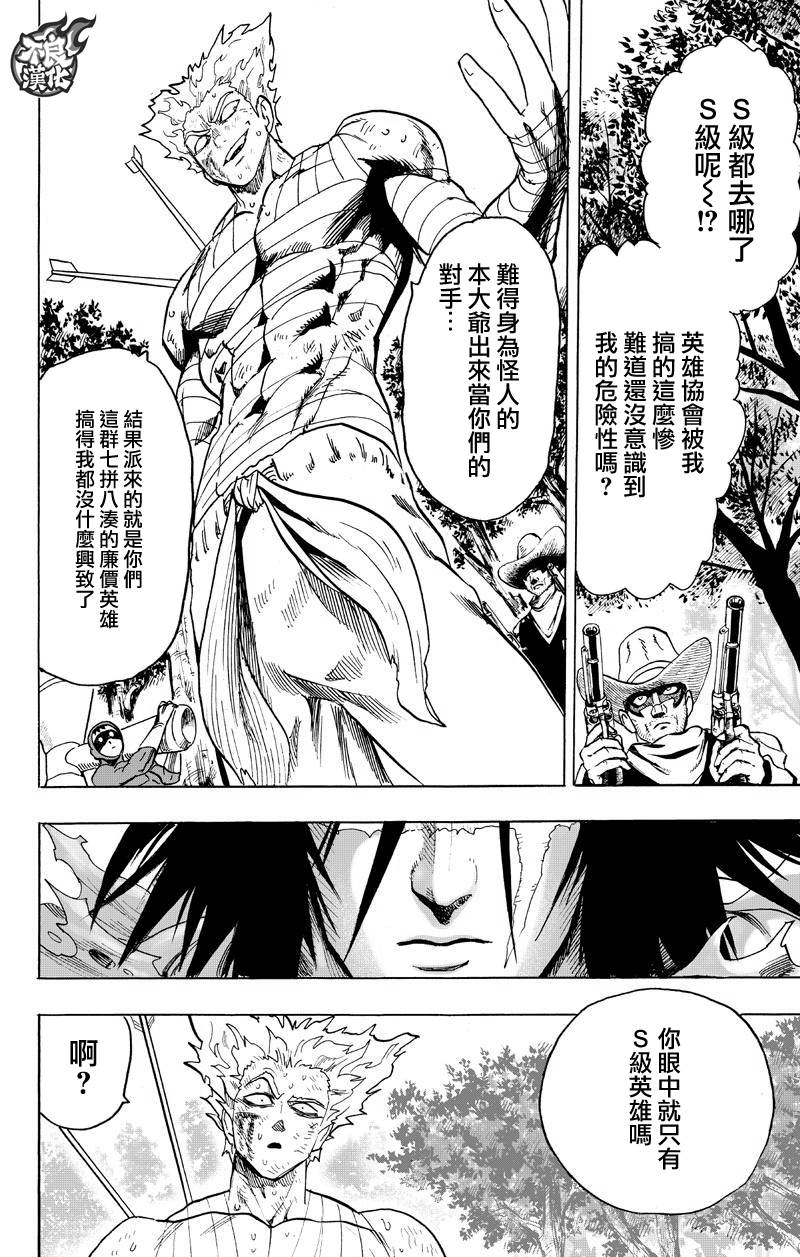 S級都去哪了
S級呢～!?
英雄協會被我
搞的這麼慘
難道還沒意識到
我的危險性嗎?
難得身為怪人的
本大爺出來當你們的
對手…
結果派來的就是你們
這群七拼八湊的廉價英雄
搞得我都沒什麼興致了
你眼中就只有
S級英雄嗎
啊?
狼
漢化